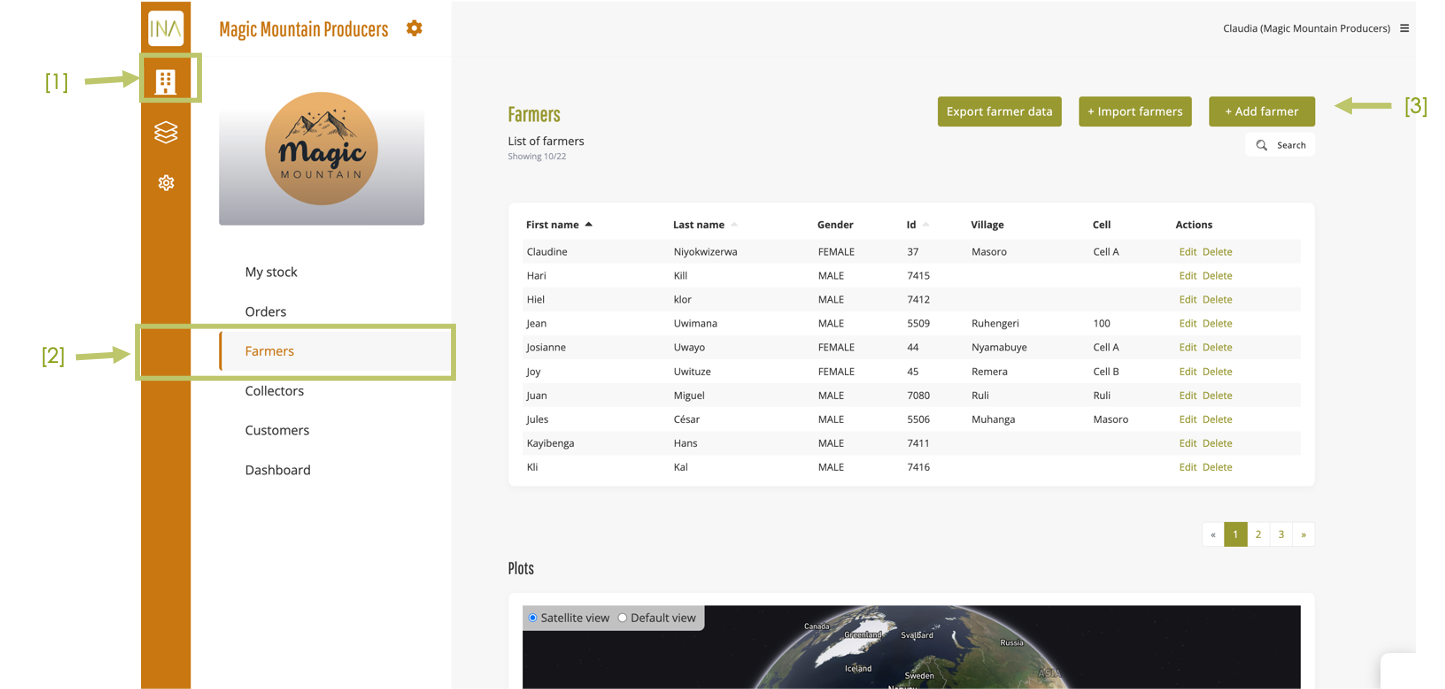 INA
Magic Mountain Producers
Claudia (Magic Mountain Producers)
[1]
Magic
MOUNTAIN
My stock
Orders
[2]
Farmers
Collectors
Customers
Dashboard
Farmers
Export farmer data
+ Import farmers
+ Add farmer
[3]
List of farmers
Showing 10/22
Search
First name Last name Gender Id Village Cell Actions
Claudine Niyokwizerwa FEMALE 37 Masoro Cell A Edit Delete
Hari Kill MALE 7415 Edit Delete
Hiel klor MALE 7412 Edit Delete
Jean Uwimana MALE 5509 Ruhengeri 100 Edit Delete
Josianne Uwayo FEMALE 44 Nyamabuye Cell A Edit Delete
Joy Uwituze FEMALE 45 Remera Cell B Edit Delete
Juan Miguel MALE 7080 Ruli Ruli Edit Delete
Jules César MALE 5506 Muhanga Masoro Edit Delete
Kayibenga Hans MALE 7411 Edit Delete
Kli Kal MALE 7416 Edit Delete
« 1 2 3 »
Plots
Satellite view Default view
Canada
Greenland
Svalbard
Russia
Iceland
ASIA
Sweden
Norway